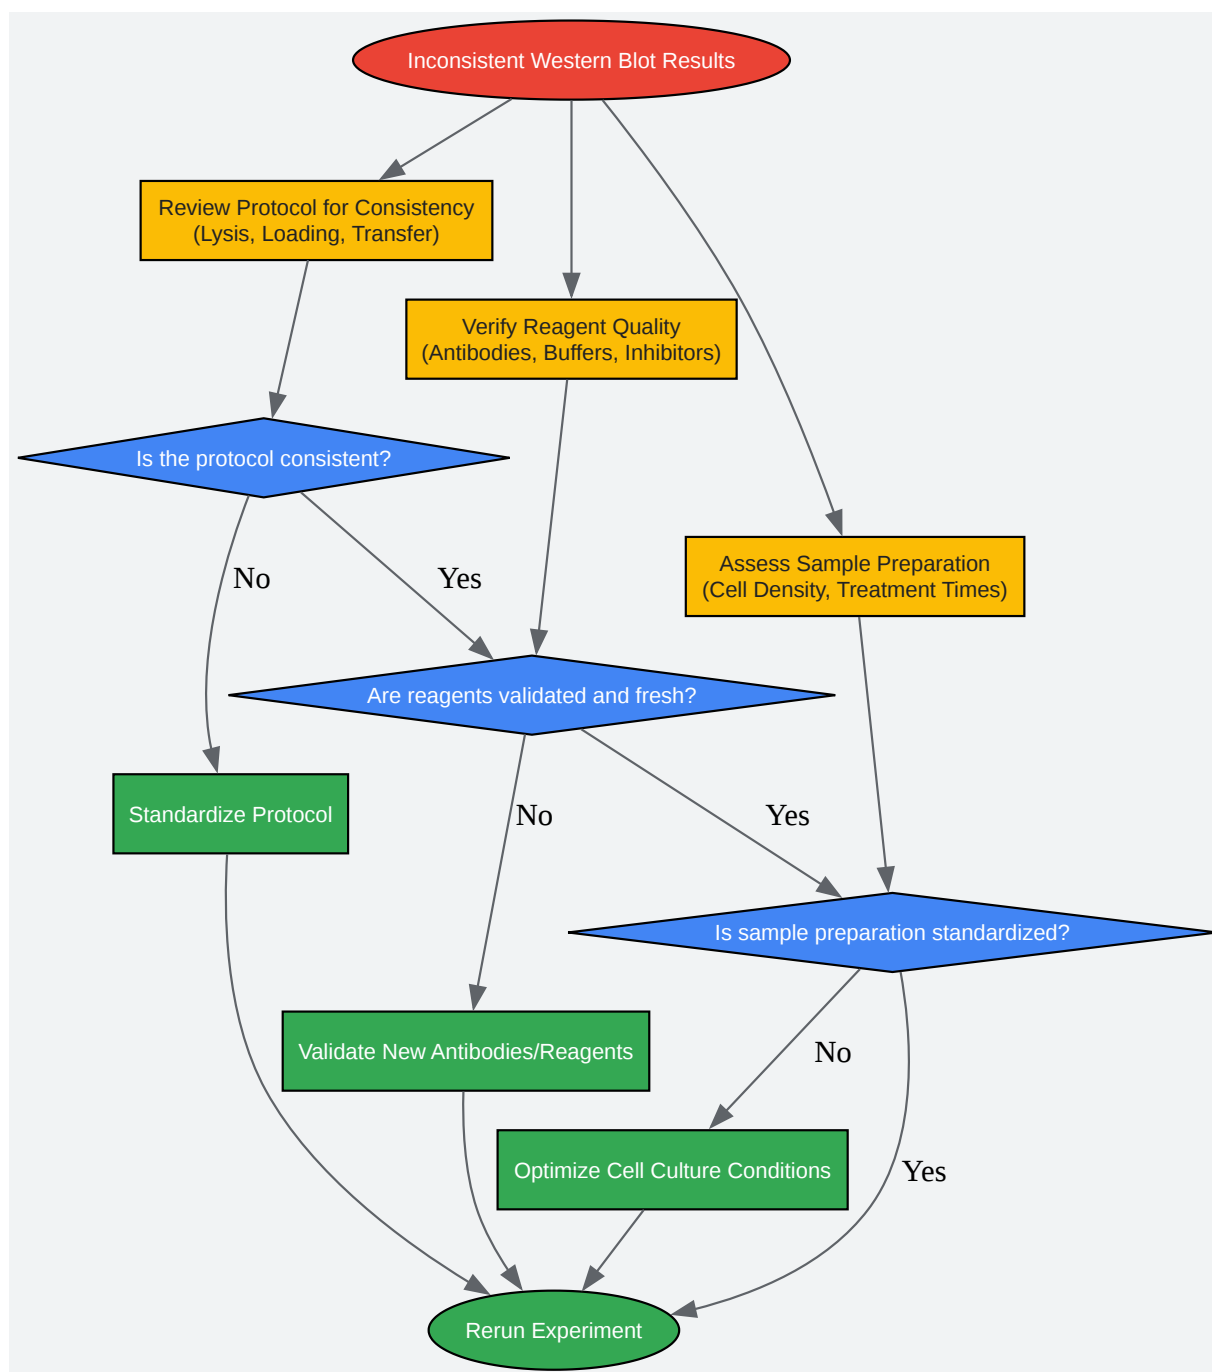 Inconsistent Western Blot Results
Review Protocol for Consistency
(Lysis, Loading, Transfer)
Verify Reagent Quality
(Antibodies, Buffers, Inhibitors)
Is the protocol consistent?
Assess Sample Preparation
(Cell Density, Treatment Times)
No
Yes
Are reagents validated and fresh?
Standardize Protocol
No
Yes
Is sample preparation standardized?
Validate New Antibodies/Reagents
No
Optimize Cell Culture Conditions
Yes
Rerun Experiment